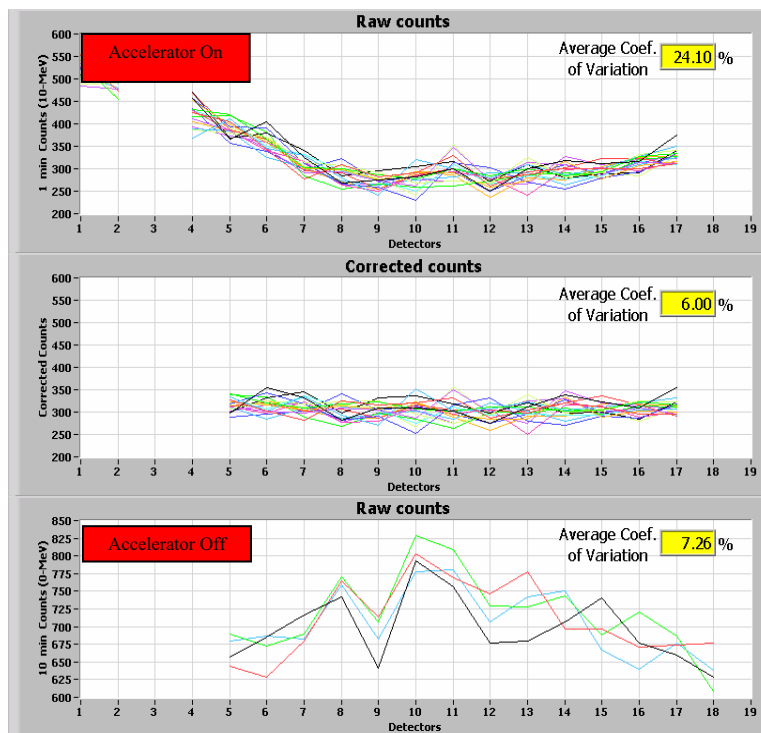 Raw counts
Accelerator On
Average Coef.
of Variation
24.10 %
1 min Counts (10-MeV)
600
550
500
450
400
350
300
250
200
1 2 3 4 5 6 7 8 9 10 11 12 13 14 15 16 17 18 19
Detectors
Corrected counts
Average Coef.
of Variation
6.00 %
Corrected Counts
600
550
500
450
400
350
300
250
200
1 2 3 4 5 6 7 8 9 10 11 12 13 14 15 16 17 18 19
Detectors
Raw counts
Accelerator Off
Average Coef.
of Variation
7.26 %
10 min Counts (0-MeV)
850
825
800
775
750
725
700
675
650
625
600
1 2 3 4 5 6 7 8 9 10 11 12 13 14 15 16 17 18 19
Detectors